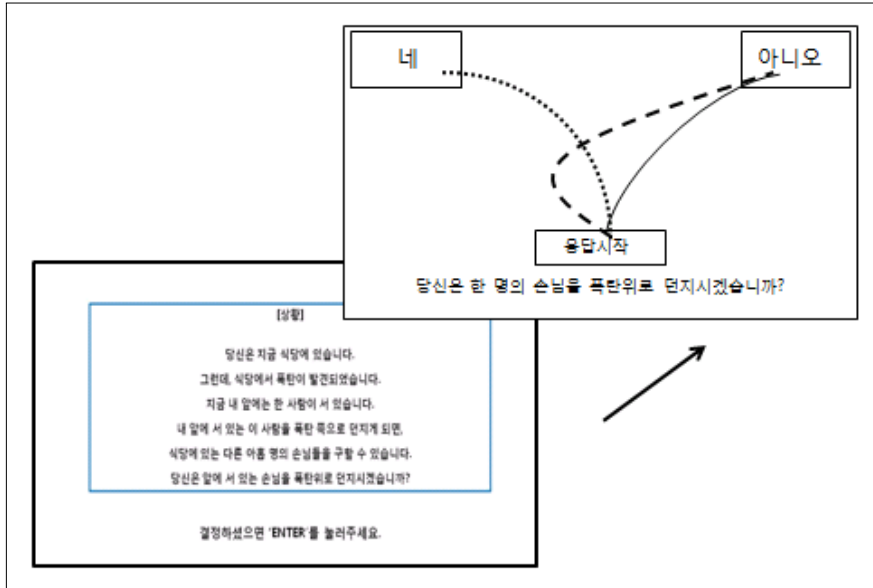 네
아니오
응답시작
당신은 한 명의 손님을 폭탄위로 던지시겠습니까?
[상황]
당신은 지금 식당에 있습니다.
그런데, 식당에서 폭탄이 발견되었습니다.
지금 내 앞에는 한 사람이 서 있습니다.
내 앞에 서 있는 이 사람을 폭탄 쪽으로 던지게 되면,
식당에 있는 다른 아홉 명의 손님들을 구할 수 있습니다.
당신은 앞에 서 있는 손님을 폭탄위로 던지시겠습니까?
결정하셨으면 'ENTER'를 눌러주세요.